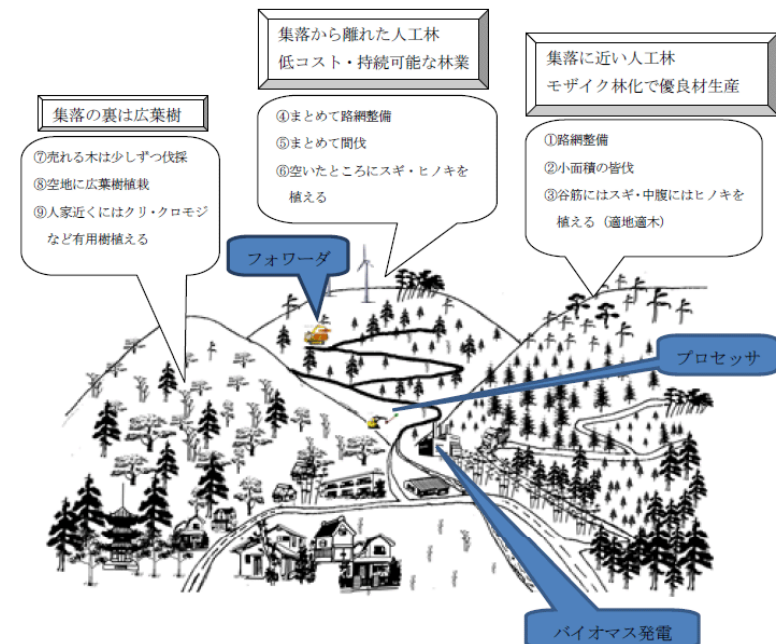 集落から離れた人工林
低コスト・持続可能な林業
集落に近い人工林
モザイク林化で優良材生産
集落の裏は広葉樹
④まとめて路網整備
⑤まとめて間伐
⑥空いたところにスギ・ヒノキを
植える
①路網整備
②小面積の皆伐
③谷筋にはスギ・中腹にはヒノキを
植える（適地適木）
⑦売れる木は少しずつ伐採
⑧空地に広葉樹植栽
⑨人家近くにはクリ・クロモジ
など有用樹植える
フォワーダ
プロセッサ
バイオマス発電